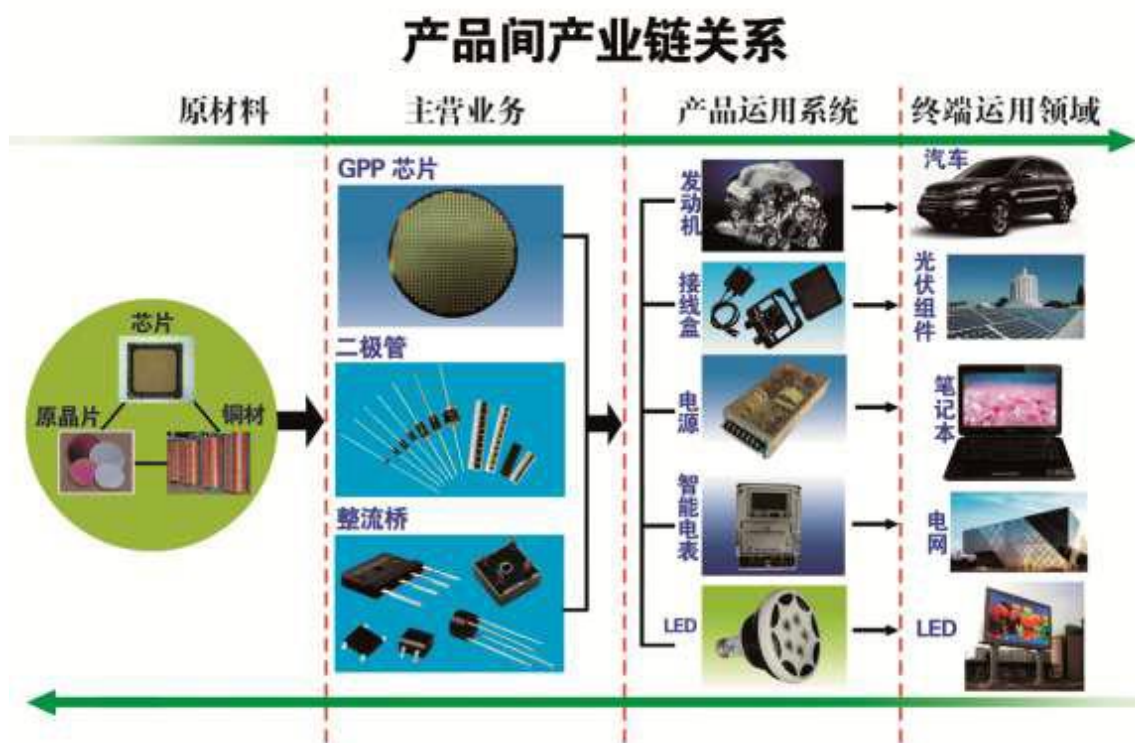 产品间产业链关系
原材料
主营业务
产品运用系统
终端运用领域
芯片
原晶片
铜材
GPP 芯片
二极管
整流桥
发动机
接线盒
电源
智能电表
LED
汽车
光伏组件
笔记本
电网
LED